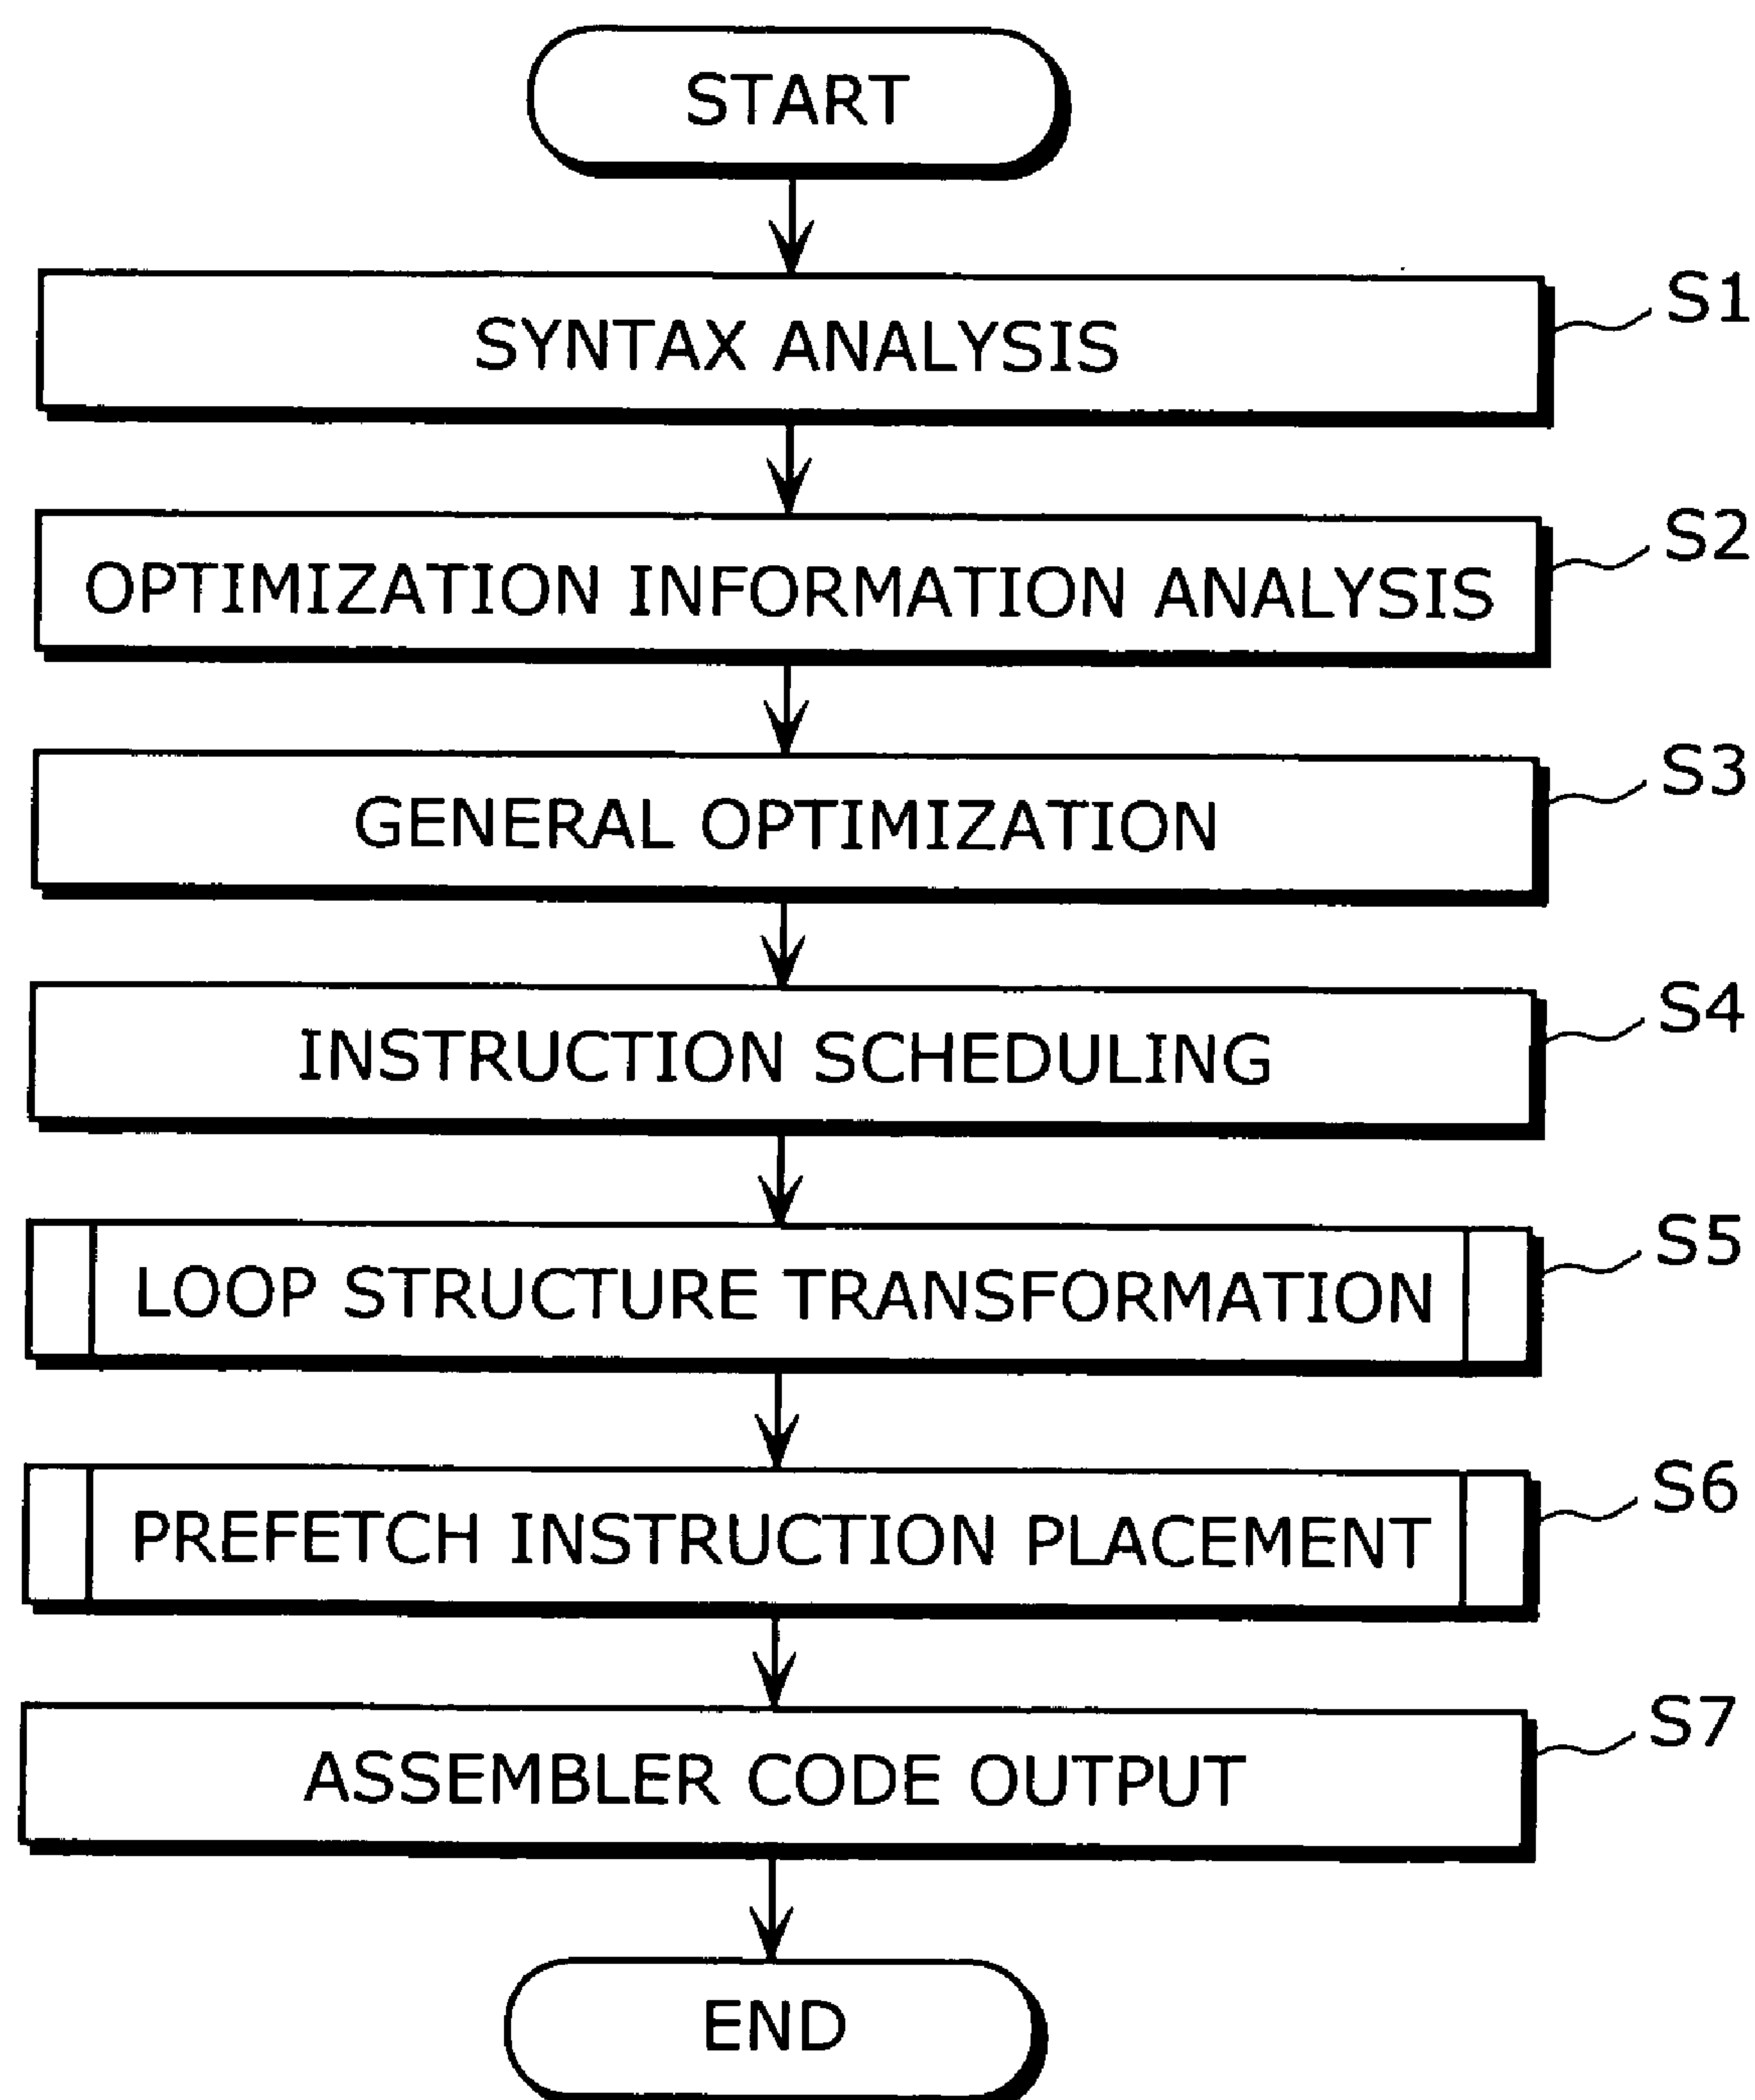 START
SYNTAX ANALYSIS S1
OPTIMIZATION INFORMATION ANALYSIS S2
GENERAL OPTIMIZATION S3
INSTRUCTION SCHEDULING S4
LOOP STRUCTURE TRANSFORMATION S5
PREFETCH INSTRUCTION PLACEMENT S6
ASSEMBLER CODE OUTPUT S7
END